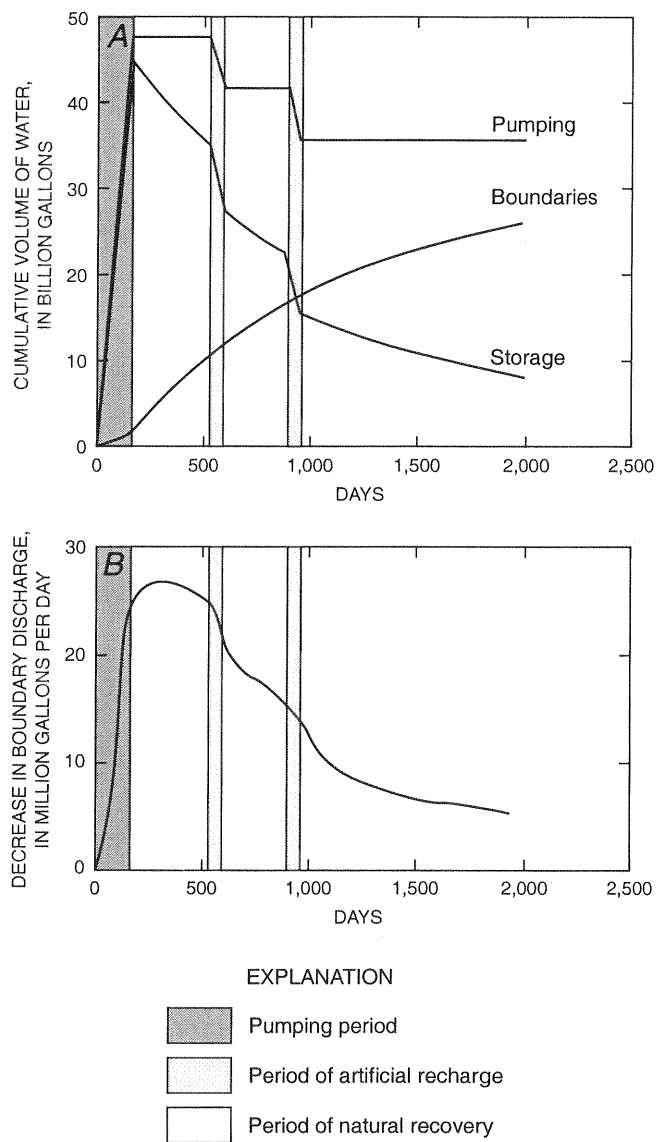 A
50
40
30
20
10
0
CUMULATIVE VOLUME OF WATER,
IN BILLION GALLONS
Pumping
Boundaries
Storage
0
500
1,000
1,500
2,000
2,500
DAYS
B
30
20
10
0
DECREASE IN BOUNDARY DISCHARGE,
IN MILLION GALLONS PER DAY
0
500
1,000
1,500
2,000
2,500
DAYS
EXPLANATION
Pumping period
Period of artificial recharge
Period of natural recovery